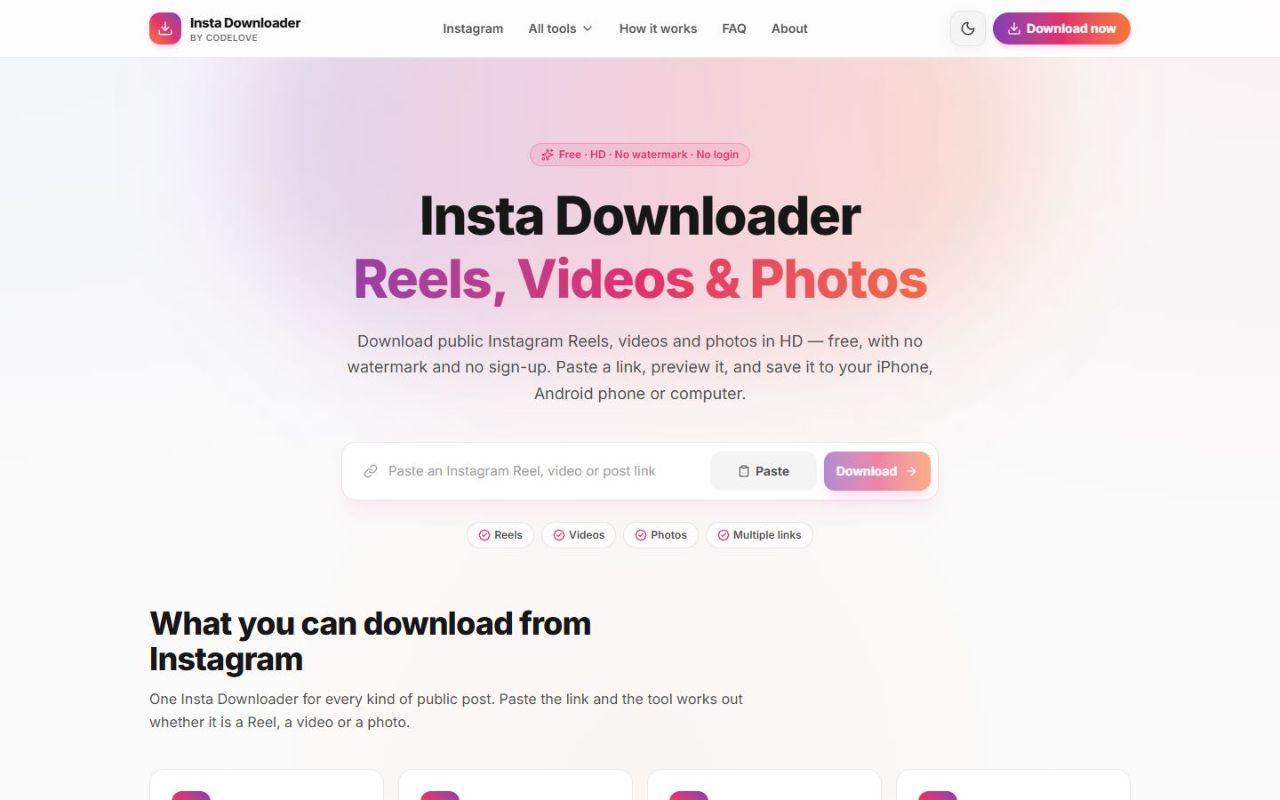 Insta Downloader
BY CODELOVE
Instagram
All tools
How it works
FAQ
About
Download now
Free · HD · No watermark · No login
Insta Downloader
Reels, Videos & Photos
Download public Instagram Reels, videos and photos in HD — free, with no
watermark and no sign-up. Paste a link, preview it, and save it to your iPhone,
Android phone or computer.
Paste an Instagram Reel, video or post link
Paste
Download
Reels
Videos
Photos
Multiple links
What you can download from
Instagram
One Insta Downloader for every kind of public post. Paste the link and the tool works out
whether it is a Reel, a video or a photo.